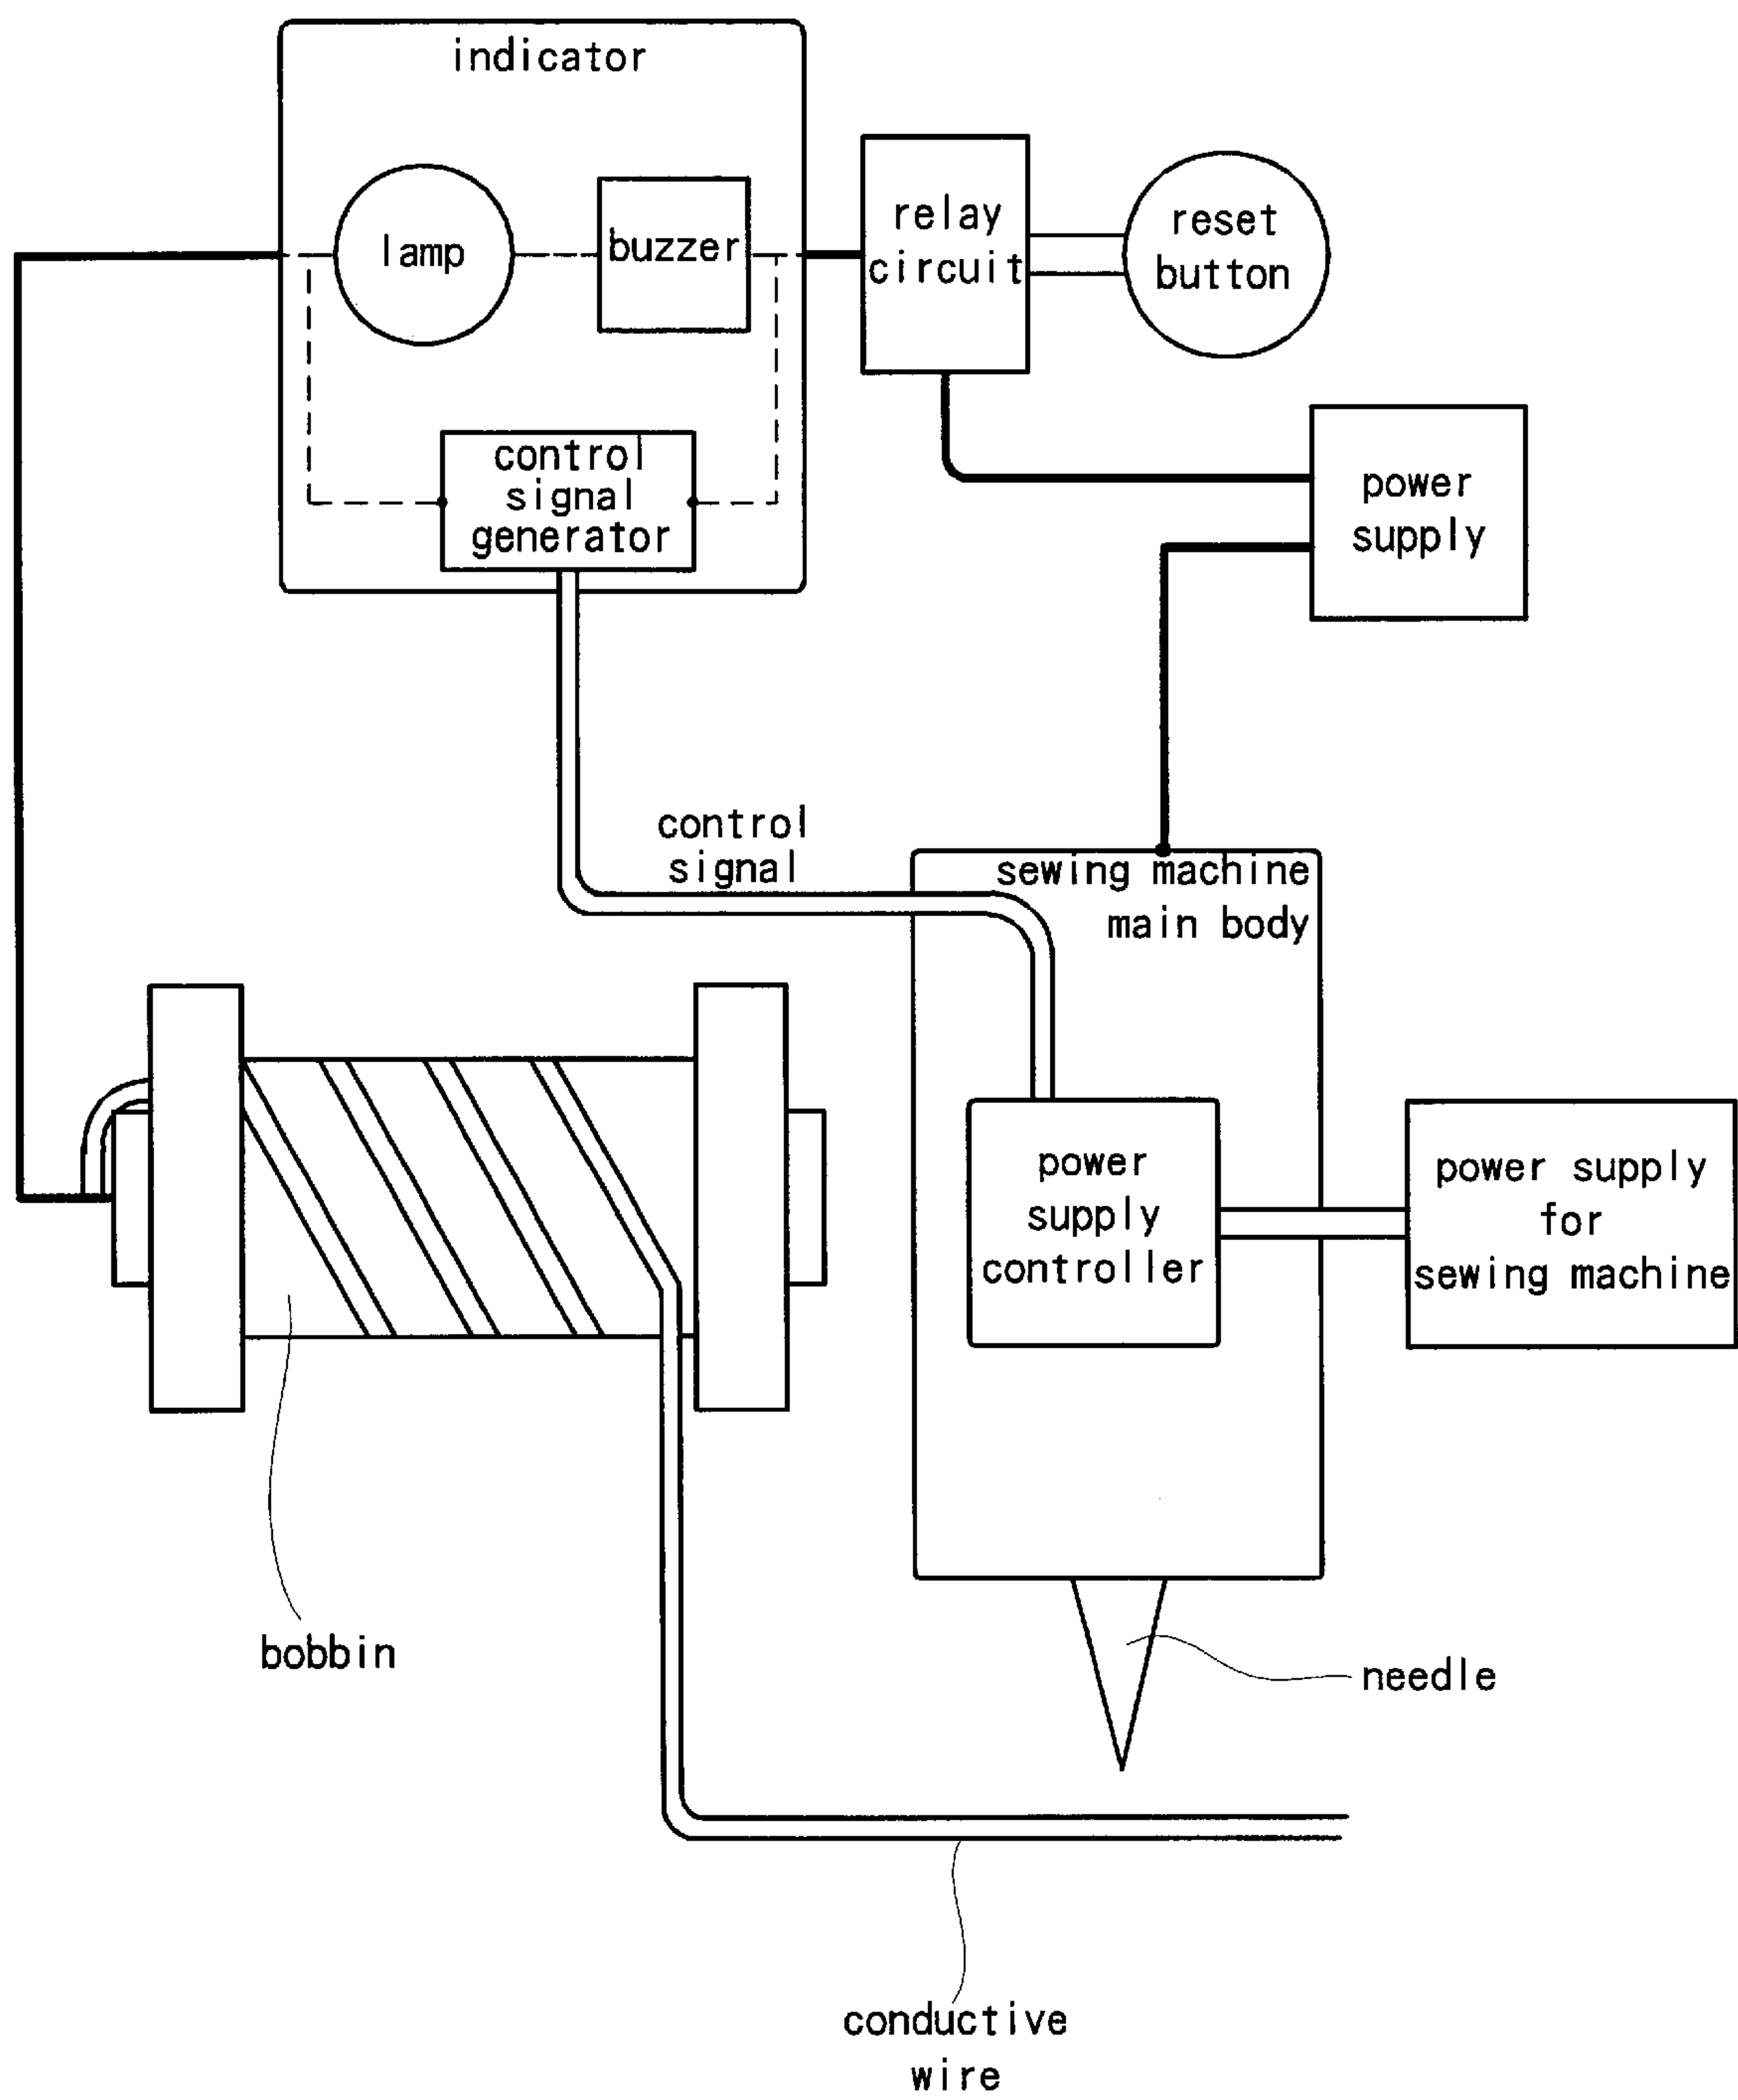 indicator
lamp
buzzer
relay
circuit
reset
button
control
signal
generator
power
supply
control
signal
sewing machine
main body
power
supply
controller
power supply
for
sewing machine
bobbin
needle
conductive
wire